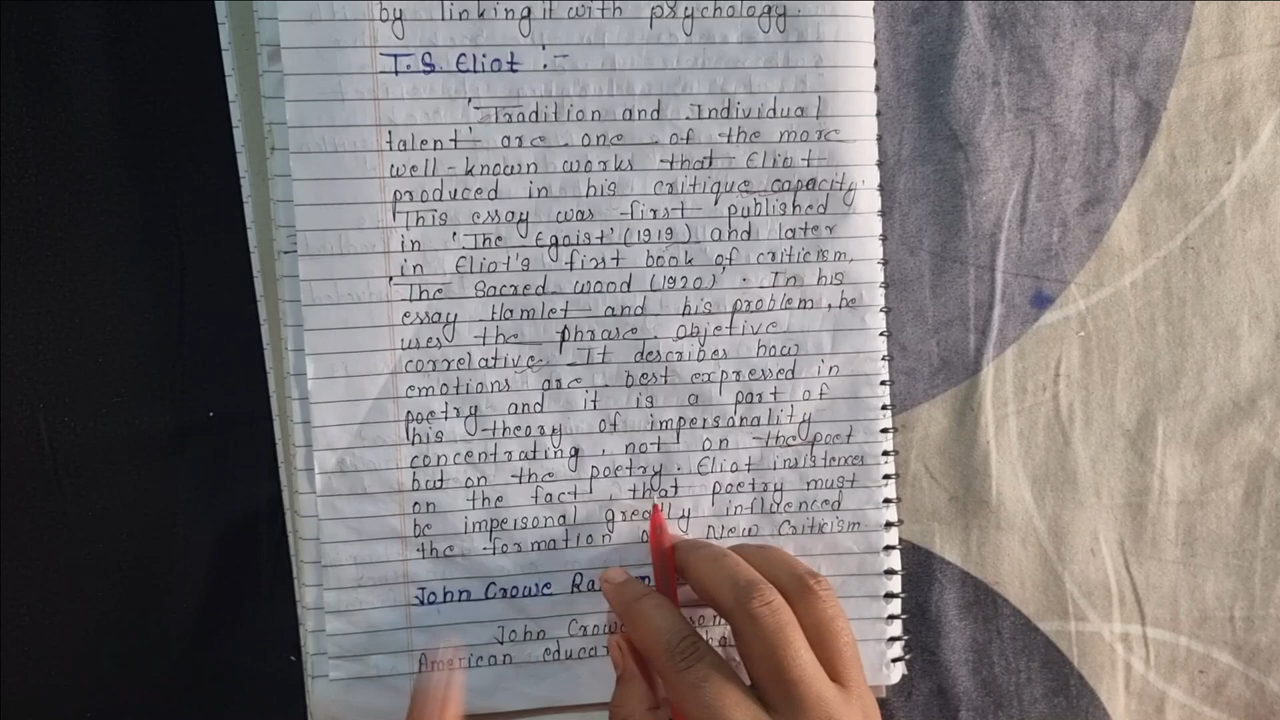 by linking it with psychology.
T. S. Eliot :-
'Tradition and Individual
talent' are one of the more
well-known works that Eliot
produced in his critique capacity.
This essay was first published
in 'The Egoist' (1919) and later
in Eliot's first book of criticism,
'The Sacred wood (1920)'. In his
essay Hamlet and his problem, he
uses the phrase objetive
correlative. It describes how
emotions are best expressed in
poetry and it is a part of
his theory of impersonality
concentrating, not on the poet
but on the poetry. Eliot insistences
on the fact, that poetry must
be impersonal greatly influenced
the formation New Criticism.
John Crowe
John Crowe
American